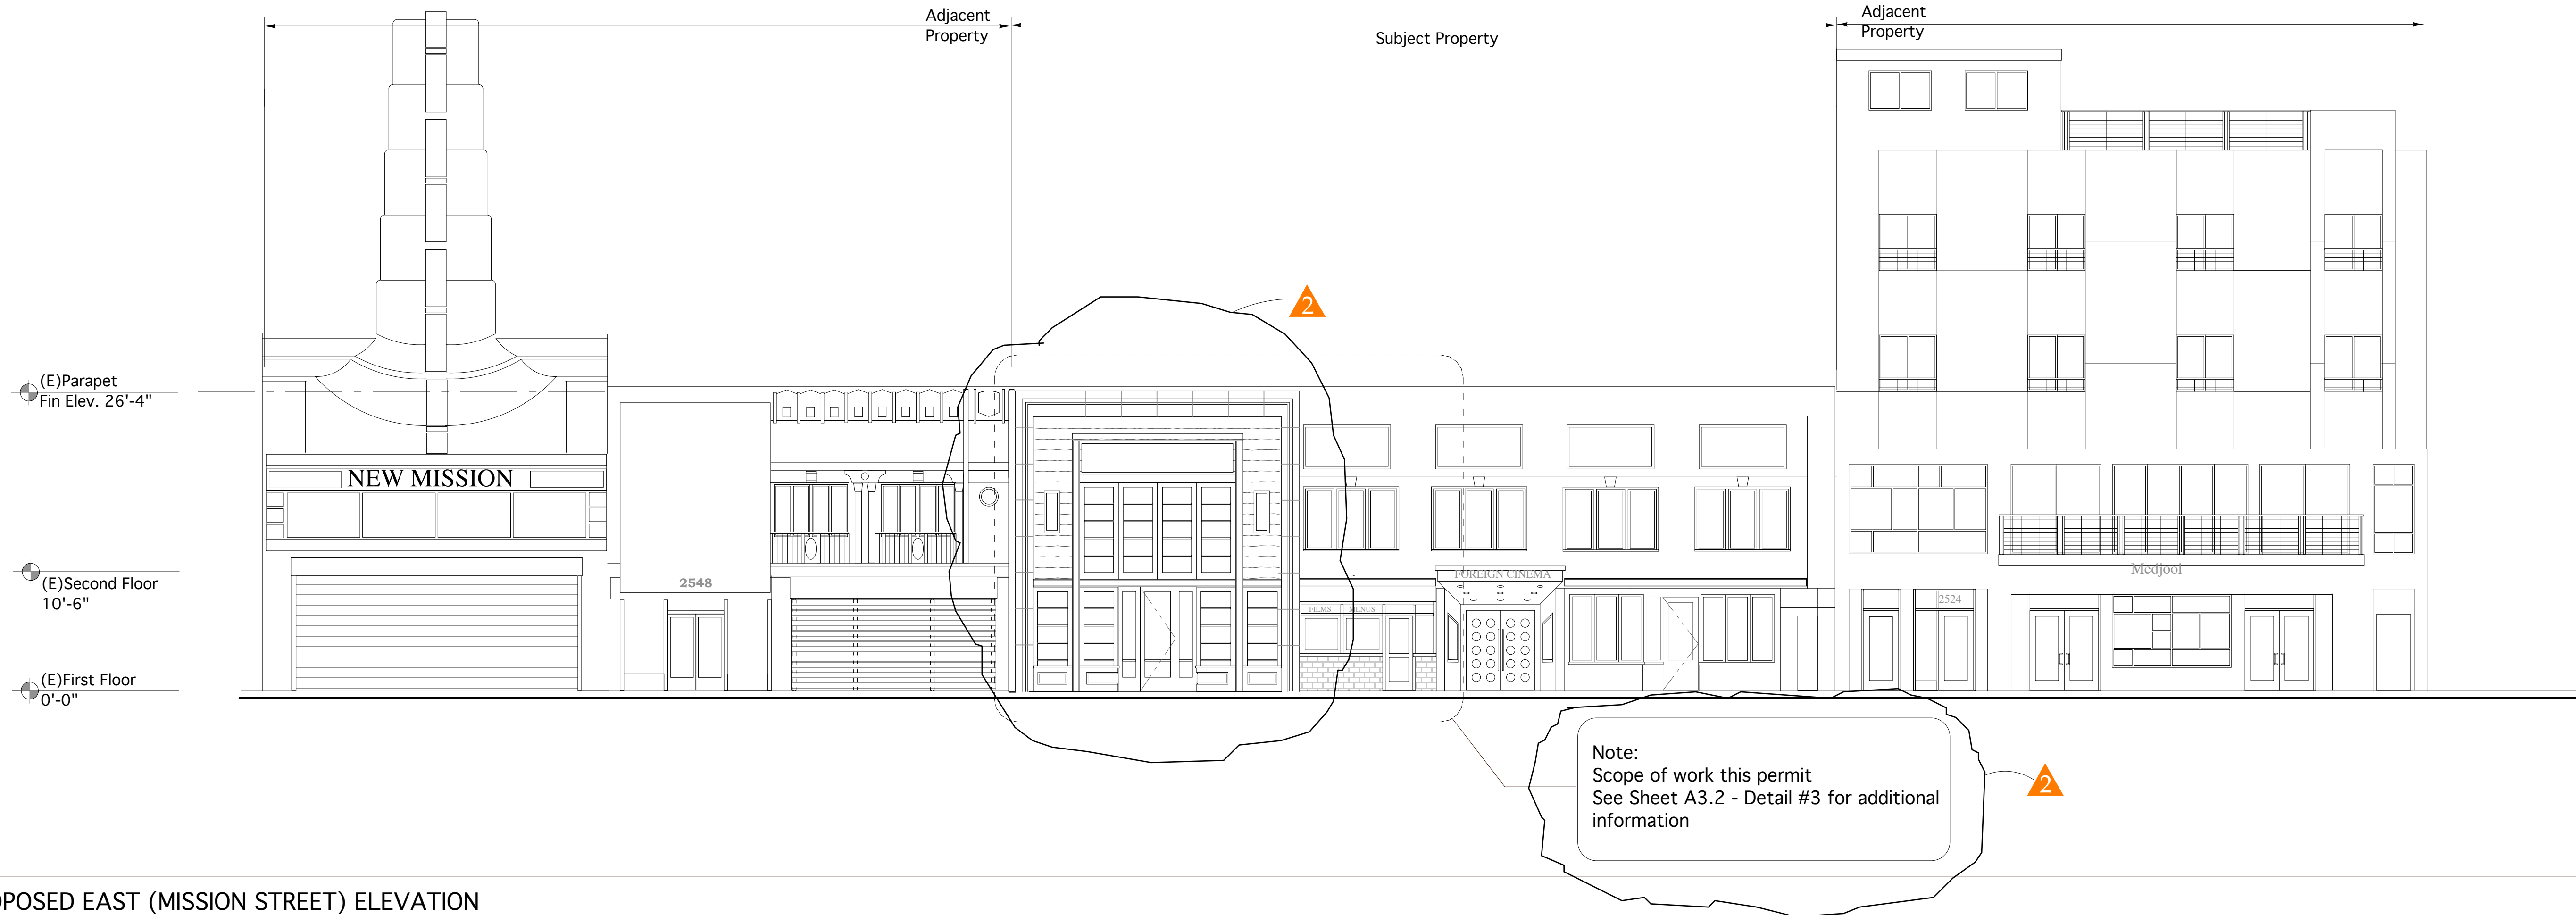 Adjacent
Property
Subject Property
Adjacent
Property
2
(E)Parapet
Fin Elev. 26'-4"
NEW MISSION
(E)Second Floor
10'-6"
2548
FOREIGN CINEMA
Medjool
FILMS MENUS
2524
(E)First Floor
0'-0"
Note:
Scope of work this permit
See Sheet A3.2 - Detail #3 for additional
information
2
POSED EAST (MISSION STREET) ELEVATION